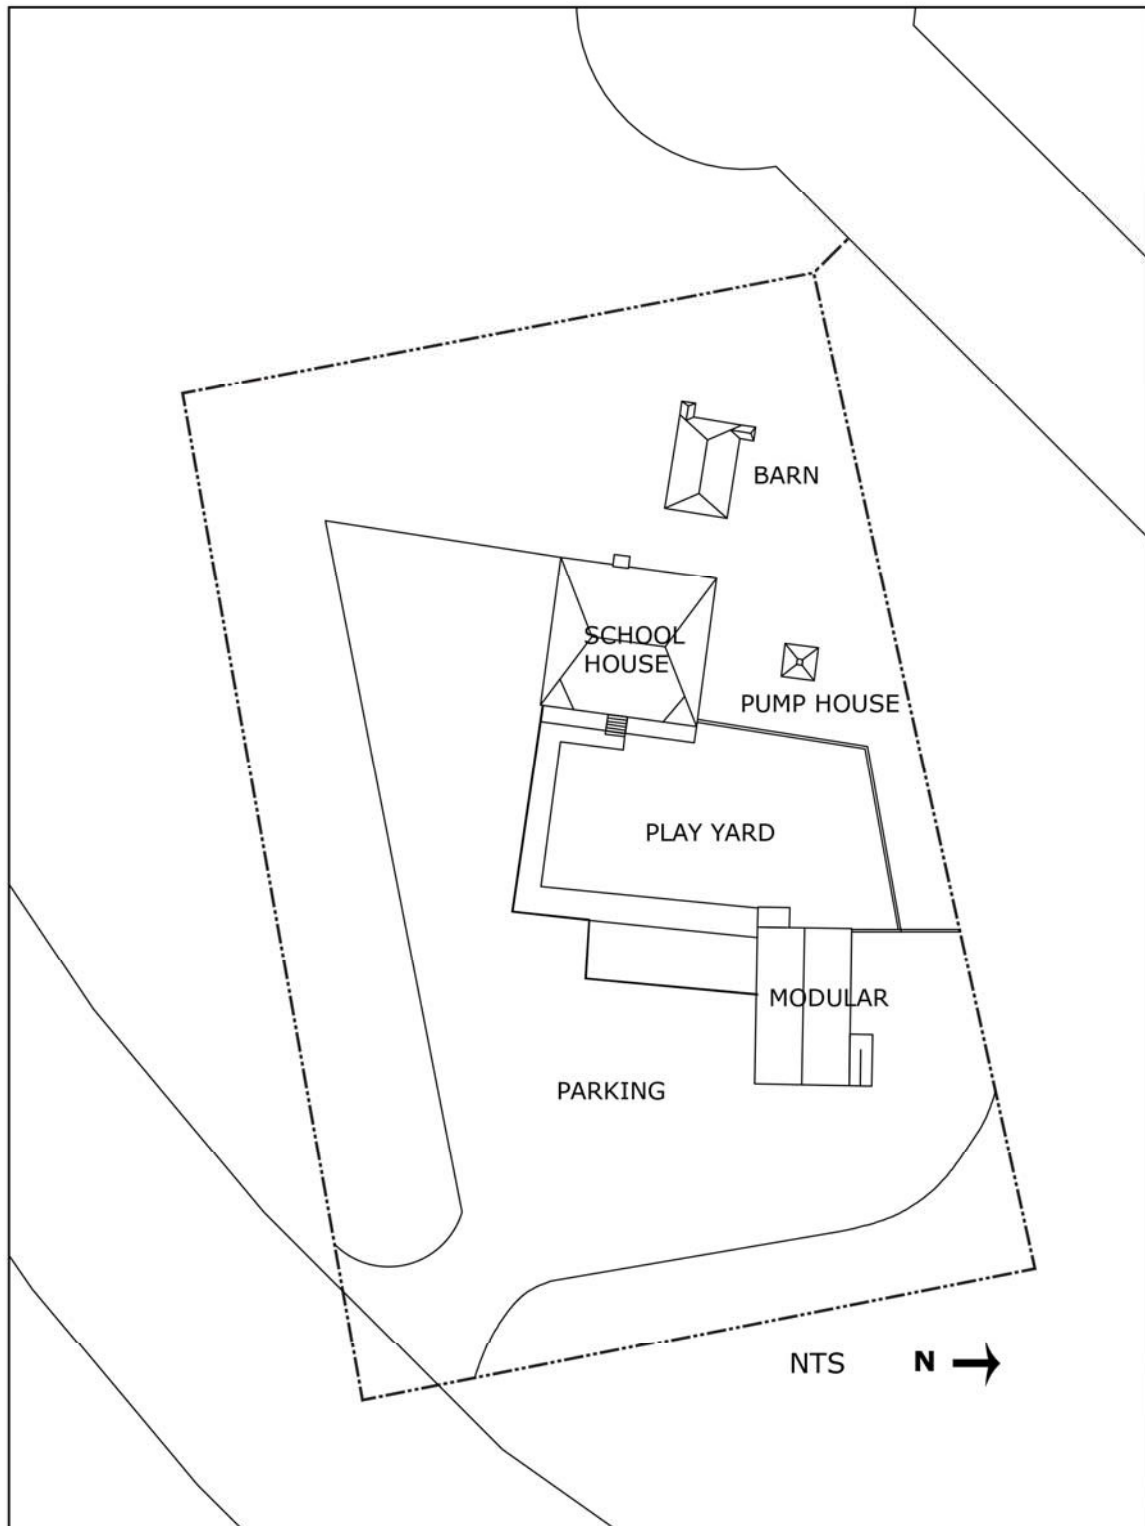 BARN
SCHOOL
HOUSE
PUMP HOUSE
PLAY YARD
MODULAR
PARKING
NTS N